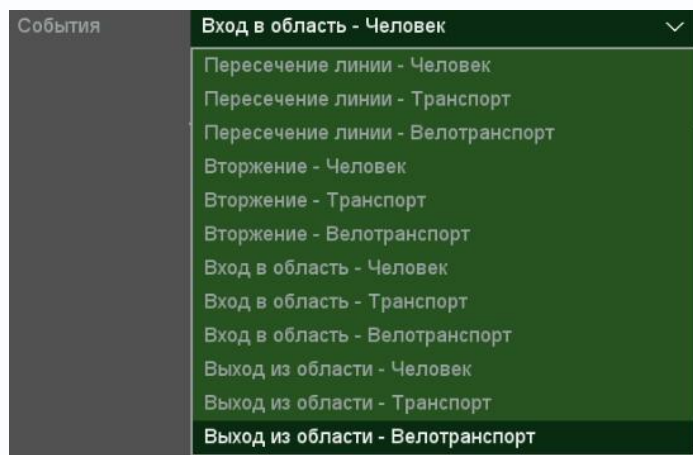 События
Вход в область - Человек
Пересечение линии - Человек
Пересечение линии - Транспорт
Пересечение линии - Велотранспорт
Вторжение - Человек
Вторжение - Транспорт
Вторжение - Велотранспорт
Вход в область - Человек
Вход в область - Транспорт
Вход в область - Велотранспорт
Выход из области - Человек
Выход из области - Транспорт
Выход из области - Велотранспорт